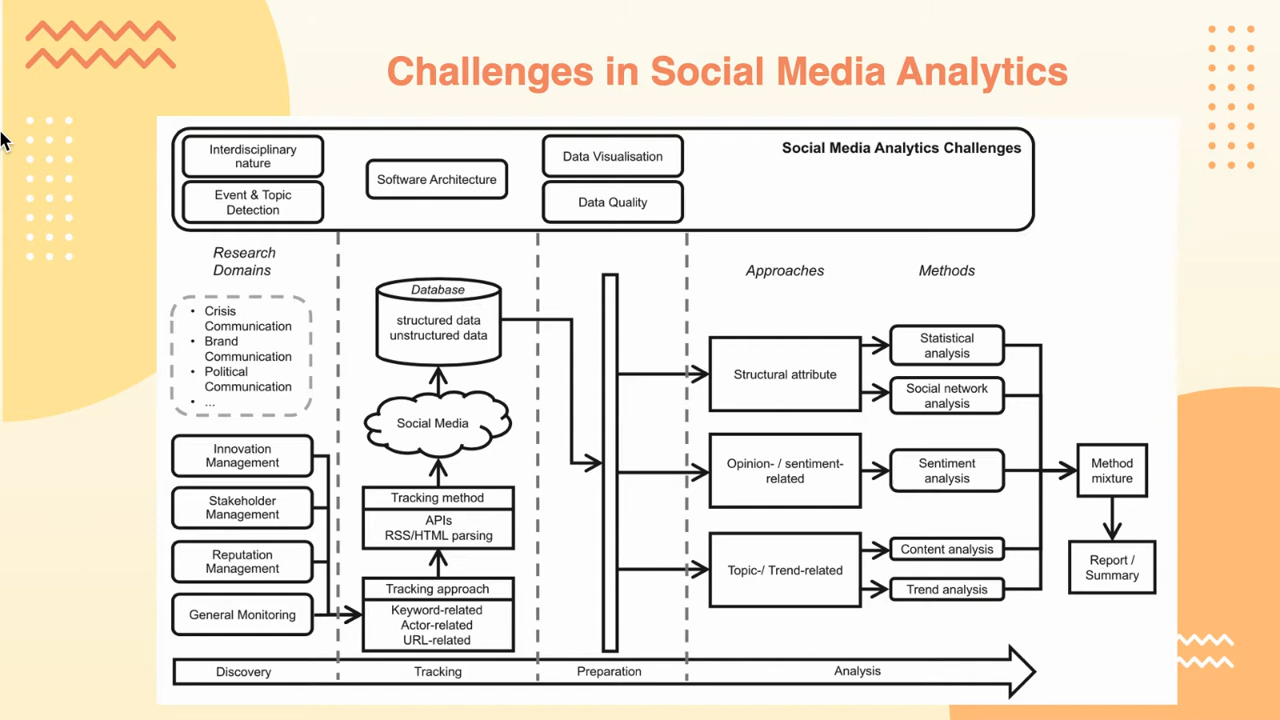 Challenges in Social Media Analytics
Interdisciplinary
nature
Event & Topic
Detection
Software Architecture
Data Visualisation
Data Quality
Social Media Analytics Challenges
Research
Domains
• Crisis
Communication
• Brand
Communication
• Political
Communication
• ...
Innovation
Management
Stakeholder
Management
Reputation
Management
General Monitoring
Database
structured data
unstructured data
Social Media
Tracking method
APIs
RSS/HTML parsing
Tracking approach
Keyword-related
Actor-related
URL-related
Approaches
Methods
Structural attribute
Statistical
analysis
Social network
analysis
Opinion- / sentiment-
related
Sentiment
analysis
Topic-/ Trend-related
Content analysis
Trend analysis
Method
mixture
Report /
Summary
Discovery
Tracking
Preparation
Analysis